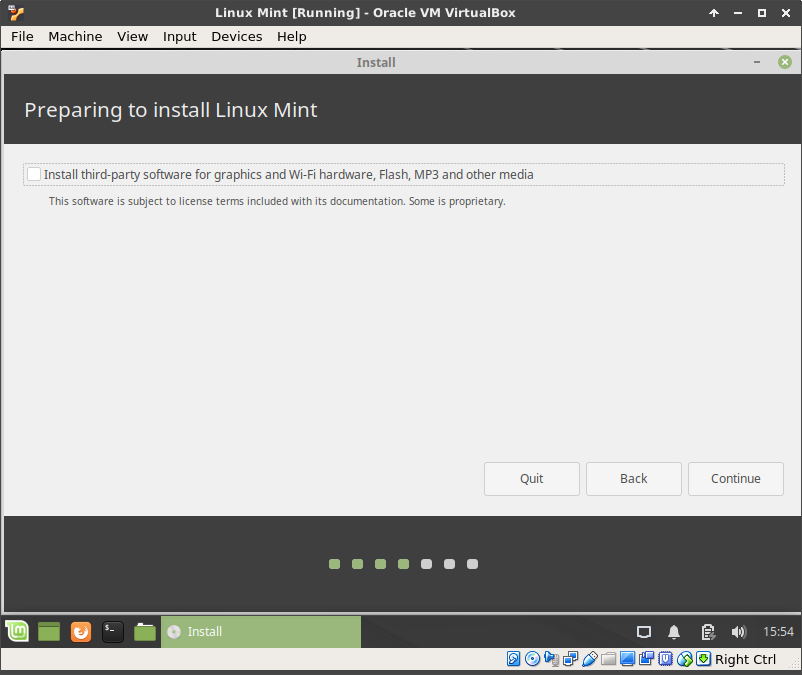 Linux Mint [Running] - Oracle VM VirtualBox
File Machine View Input Devices Help
Install
Preparing to install Linux Mint
Install third-party software for graphics and Wi-Fi hardware, Flash, MP3 and other media
This software is subject to license terms included with its documentation. Some is proprietary.
Quit Back Continue
$_ Install 15:54
Right Ctrl